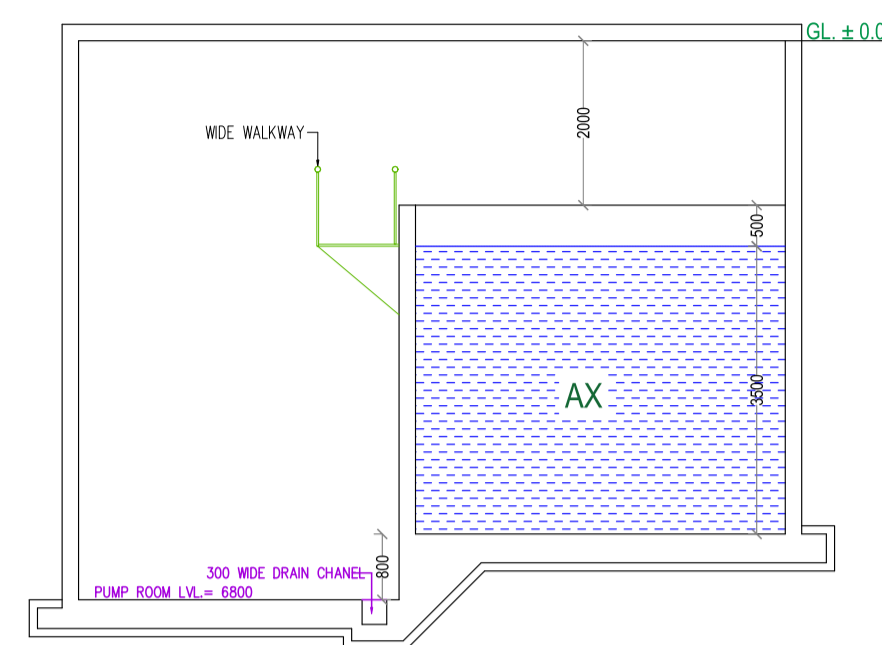 GL. ± 0.0
2000
WIDE WALKWAY
500
AX
3500
300 WIDE DRAIN CHANEL
800
PUMP ROOM LVL.= 6800